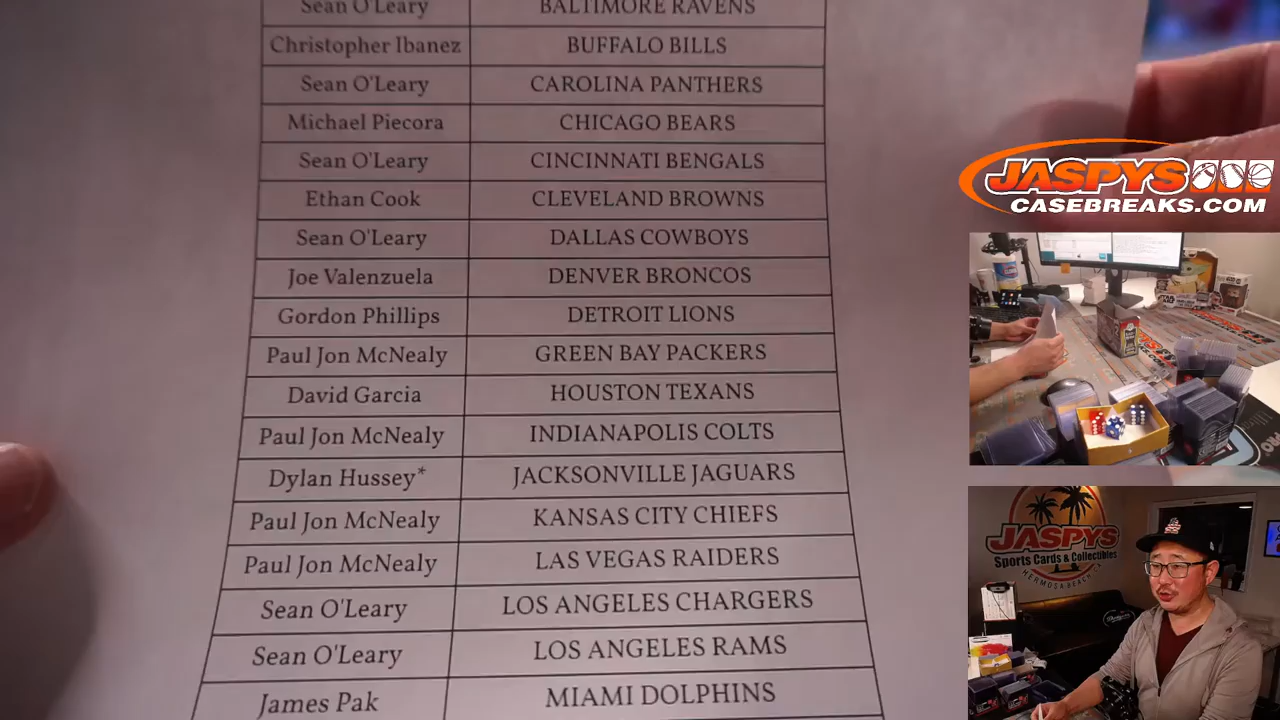 Sean O'Leary BALTIMORE RAVENS
Christopher Ibanez BUFFALO BILLS
Sean O'Leary CAROLINA PANTHERS
Michael Piecora CHICAGO BEARS
Sean O'Leary CINCINNATI BENGALS
Ethan Cook CLEVELAND BROWNS
Sean O'Leary DALLAS COWBOYS
Joe Valenzuela DENVER BRONCOS
Gordon Phillips DETROIT LIONS
Paul Jon McNealy GREEN BAY PACKERS
David Garcia HOUSTON TEXANS
Paul Jon McNealy INDIANAPOLIS COLTS
Dylan Hussey* JACKSONVILLE JAGUARS
Paul Jon McNealy KANSAS CITY CHIEFS
Paul Jon McNealy LAS VEGAS RAIDERS
Sean O'Leary LOS ANGELES CHARGERS
Sean O'Leary LOS ANGELES RAMS
James Pak MIAMI DOLPHINS
JASPYS
CASEBREAKS.COM
JASPYS
Sports Cards & Collectibles
HERMOSA BEACH, CA